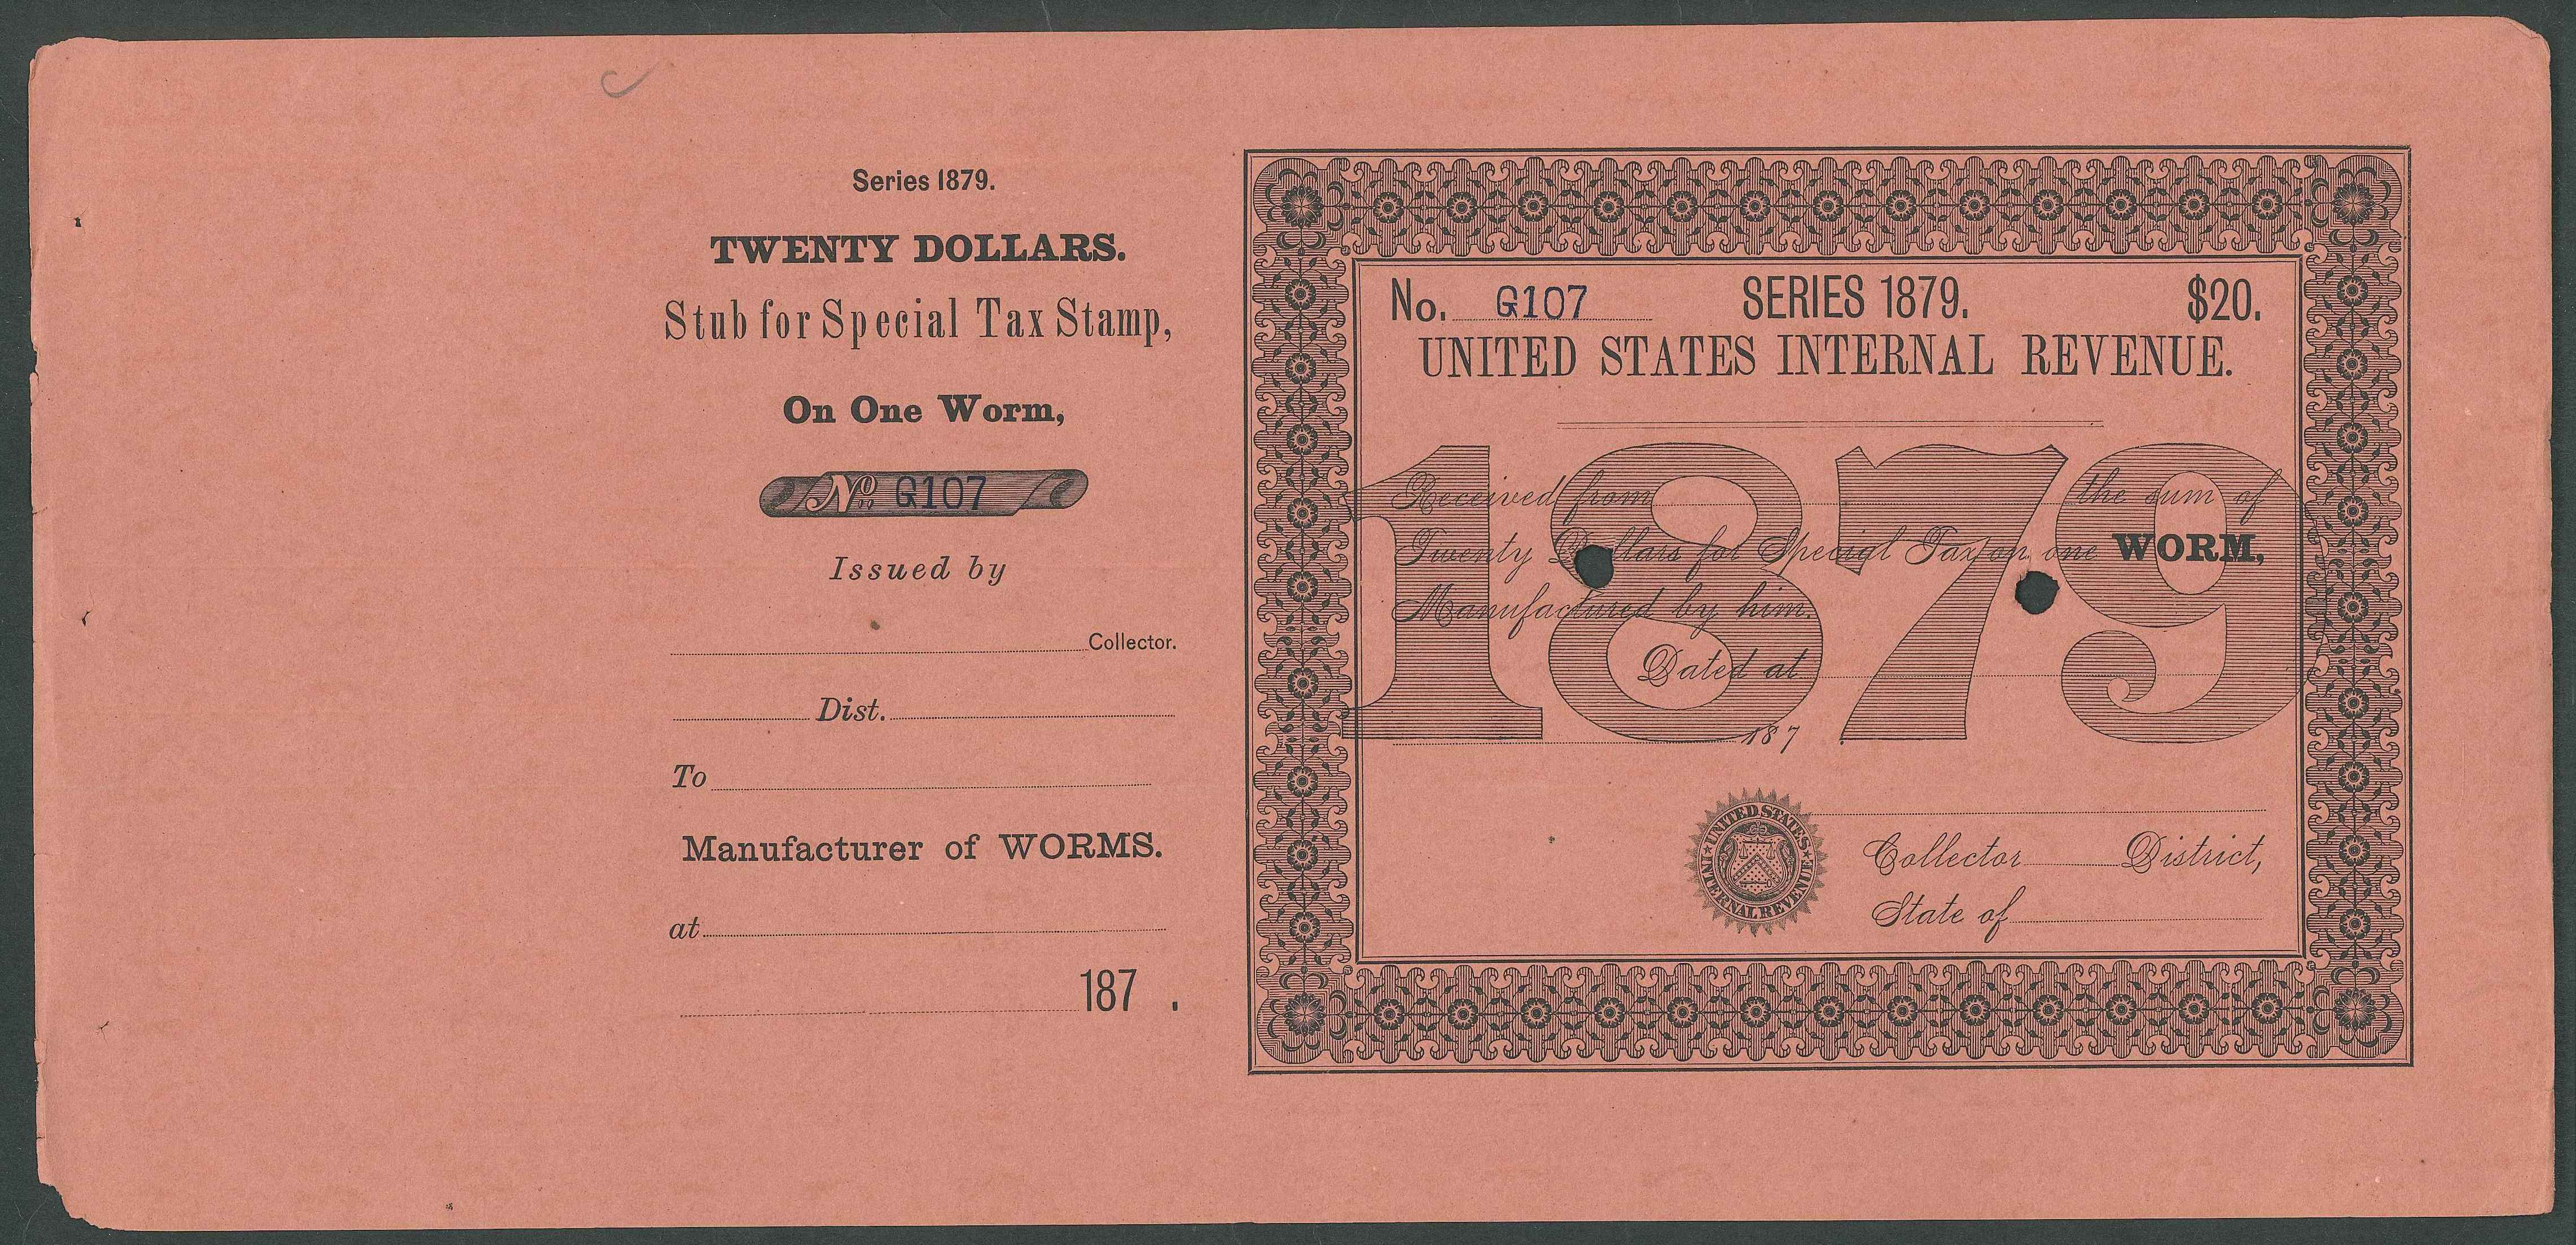 Series 1879.
TWENTY DOLLARS.
Stub for Special Tax Stamp,
On One Worm,
No. G107
Issued by
Collector.
Dist.
To
Manufacturer of WORMS.
at
187 .
No. G107 SERIES 1879. $20.
UNITED STATES INTERNAL REVENUE.
1879
Received from the sum of
Twenty Dollars for Special Tax on one WORM,
Manufactured by him.
Dated at
187
UNITED STATES INTERNAL REVENUE
Collector District,
State of